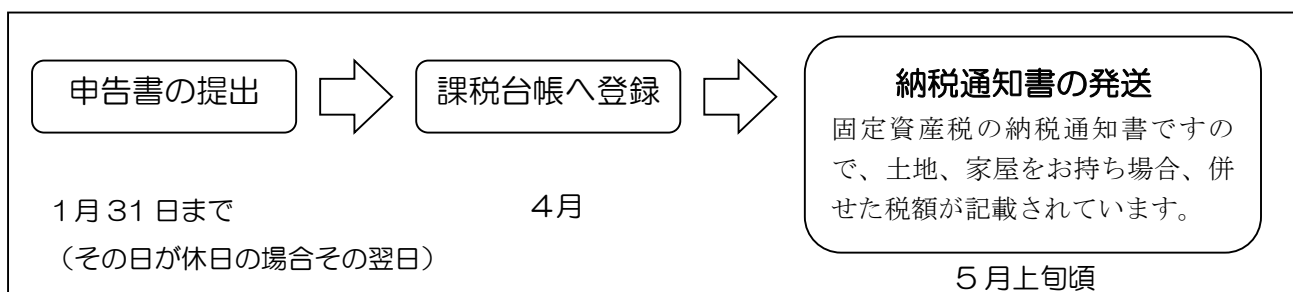 申告書の提出
課税台帳へ登録
納税通知書の発送
固定資産税の納税通知書ですの
で、土地、家屋をお持ち場合、併
せた税額が記載されています。
1月31日まで
(その日が休日の場合その翌日)
4月
5月上旬頃